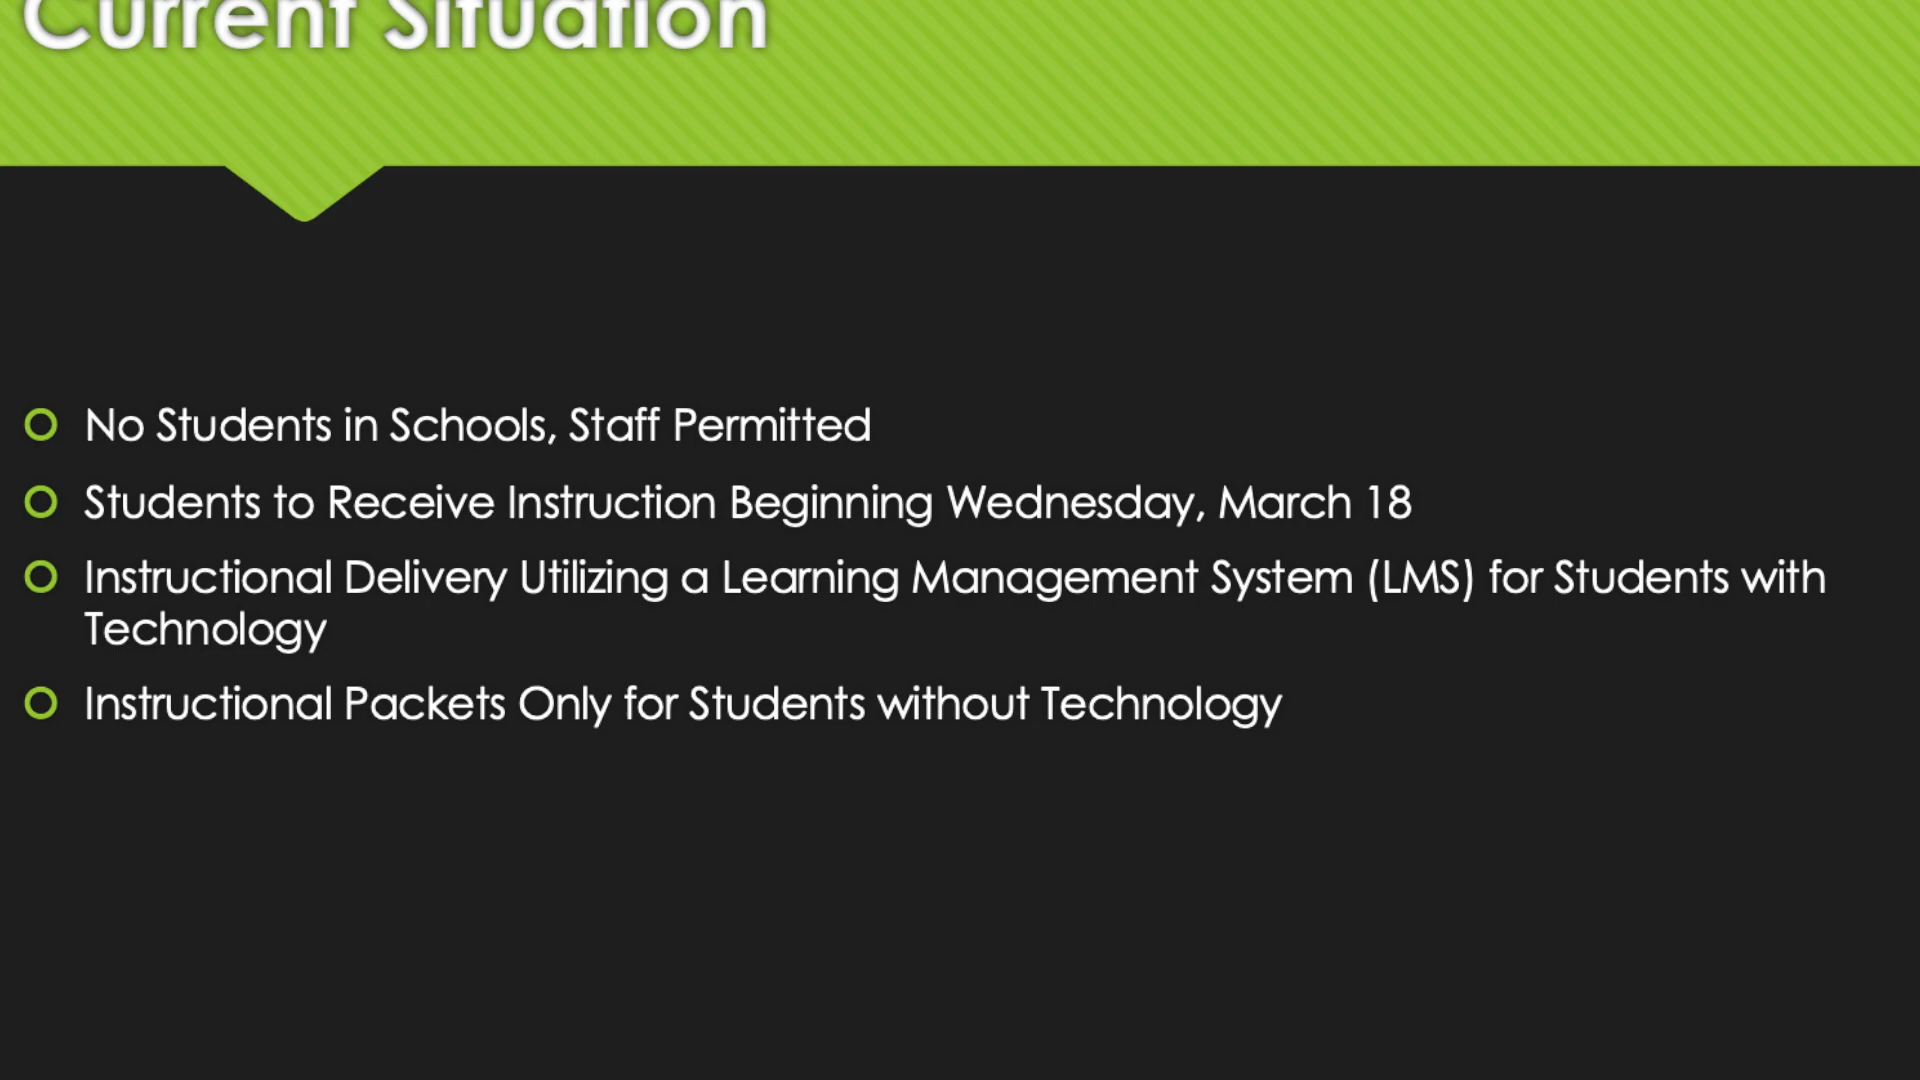 Current Situation
No Students in Schools, Staff Permitted
Students to Receive Instruction Beginning Wednesday, March 18
Instructional Delivery Utilizing a Learning Management System (LMS) for Students with
Technology
Instructional Packets Only for Students without Technology